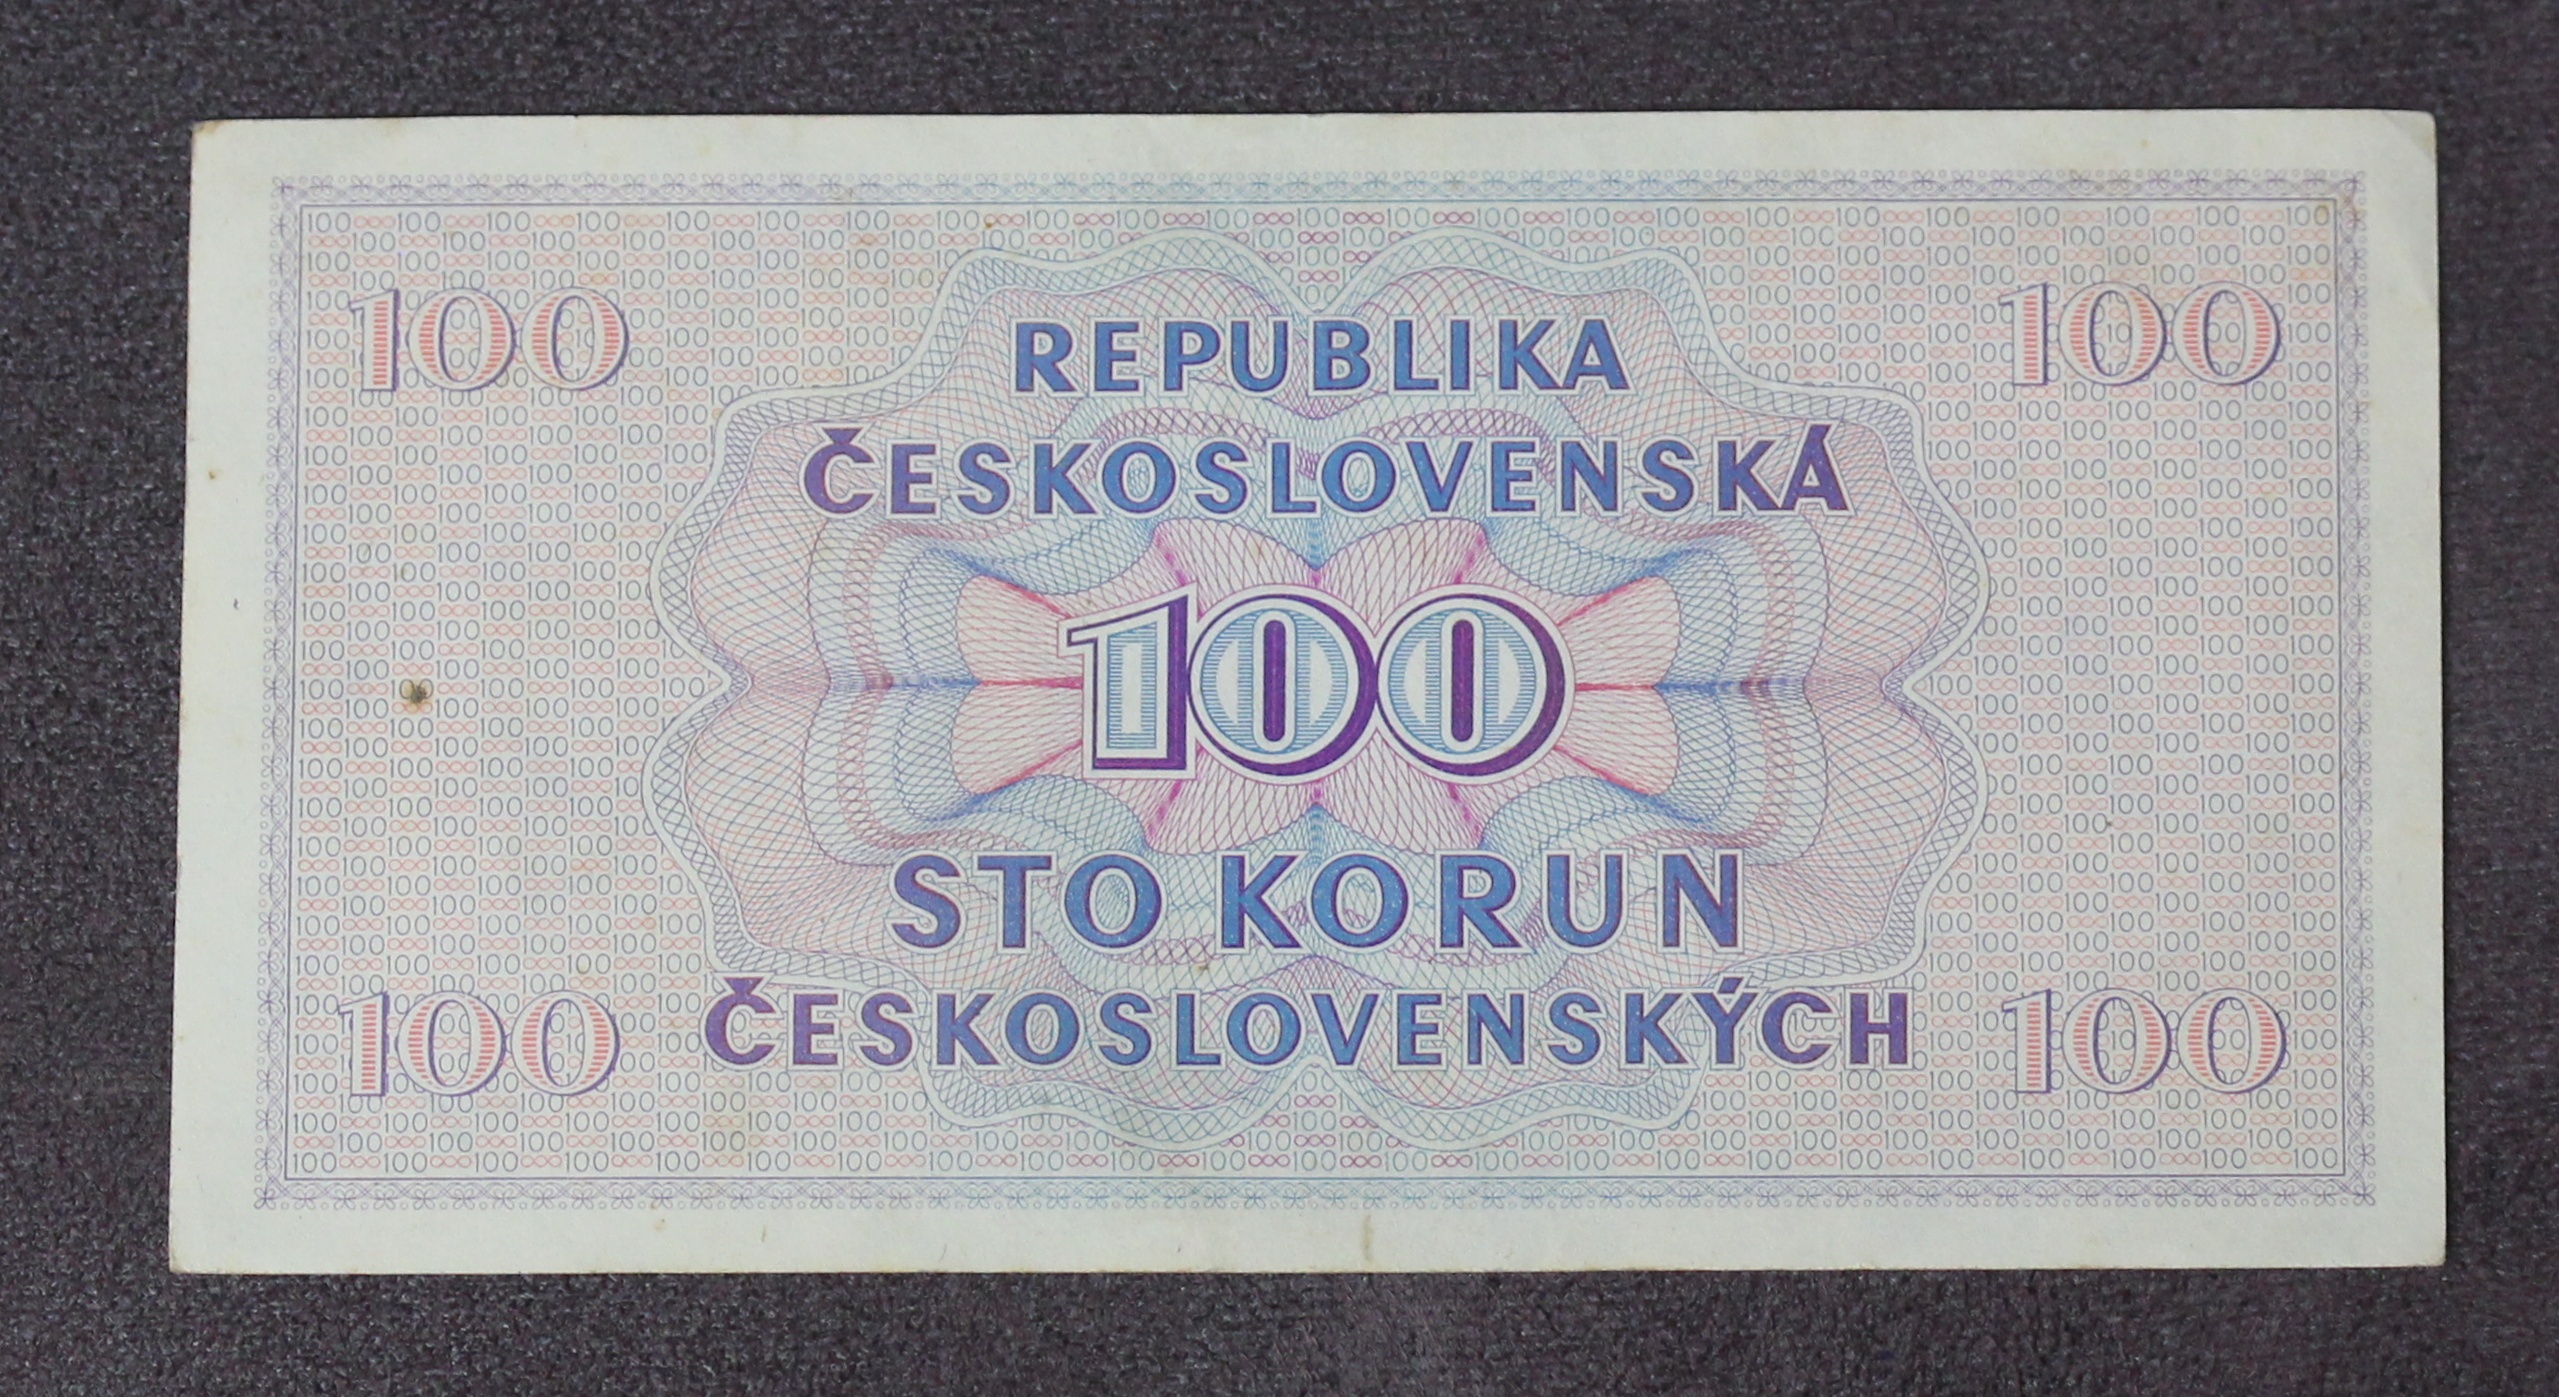 100 100
REPUBLIKA
ČESKOSLOVENSKÁ
100
STO KORUN
100 ČESKOSLOVENSKÝCH 100